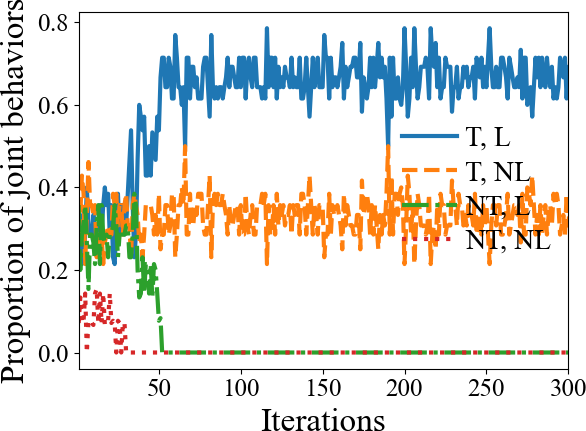 Proportion of joint behaviors
0.8
0.6
0.4
0.2
0.0
T, L
T, NL
NT, L
NT, NL
50
100
150
200
250
300
Iterations